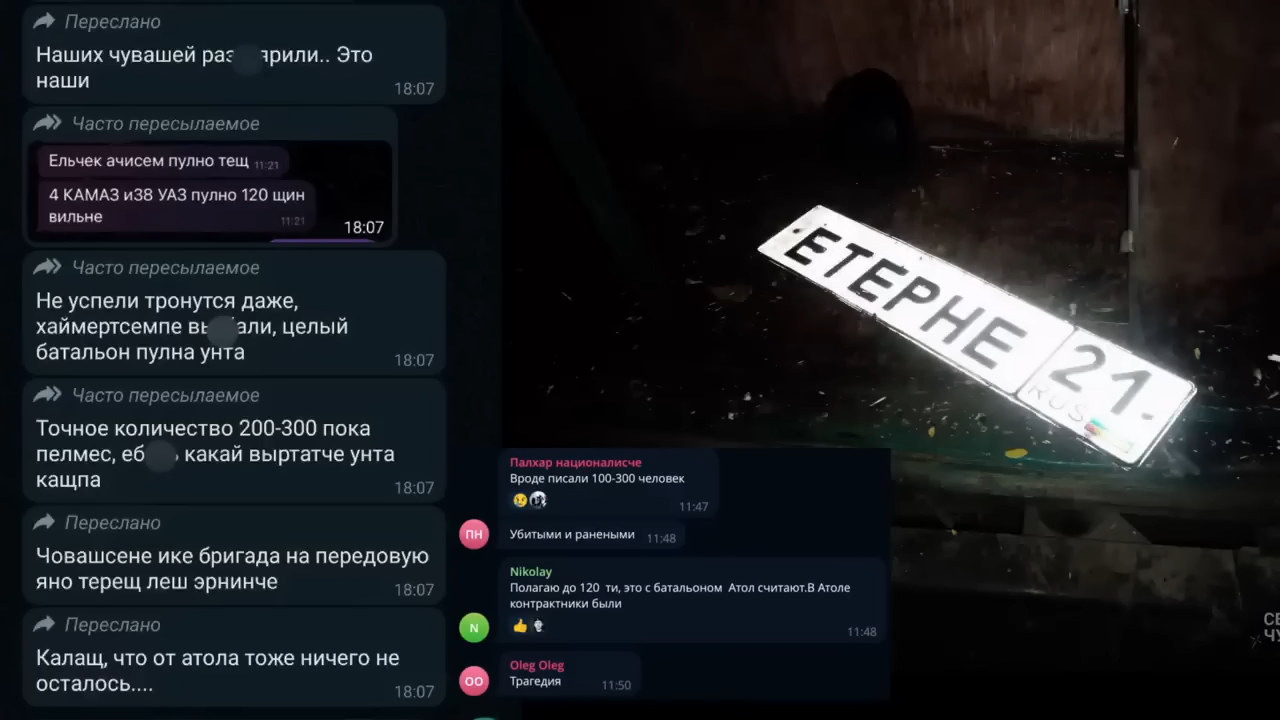 Переслано
Наших чувашей раз ярили.. Это
наши
18:07
Часто пересылаемое
Ельчек ачисем пулно тещ 11:21
4 КАМАЗ и38 УАЗ пулно 120 щин
вильне
11:21
18:07
Часто пересылаемое
Не успели тронутся даже,
хаймертсемпе вы али, целый
батальон пулна унта
18:07
Часто пересылаемое
Точное количество 200-300 пока
пелмес, еб ь какай выртатче унта
кащпа
18:07
Переслано
Човашсене ике бригада на передовую
яно терещ леш эрнинче
18:07
Переслано
Калащ, что от атола тоже ничего не
осталось....
18:07
Палхар националисче
Вроде писали 100-300 человек
11:47
ПН
Убитыми и ранеными 11:48
Nikolay
Полагаю до 120 ти, это с батальоном Атол считают.В Атоле
контрактники были
N
11:48
Oleg Oleg
OO
Трагедия 11:50
ЕТЕРНЕ 21
RUS